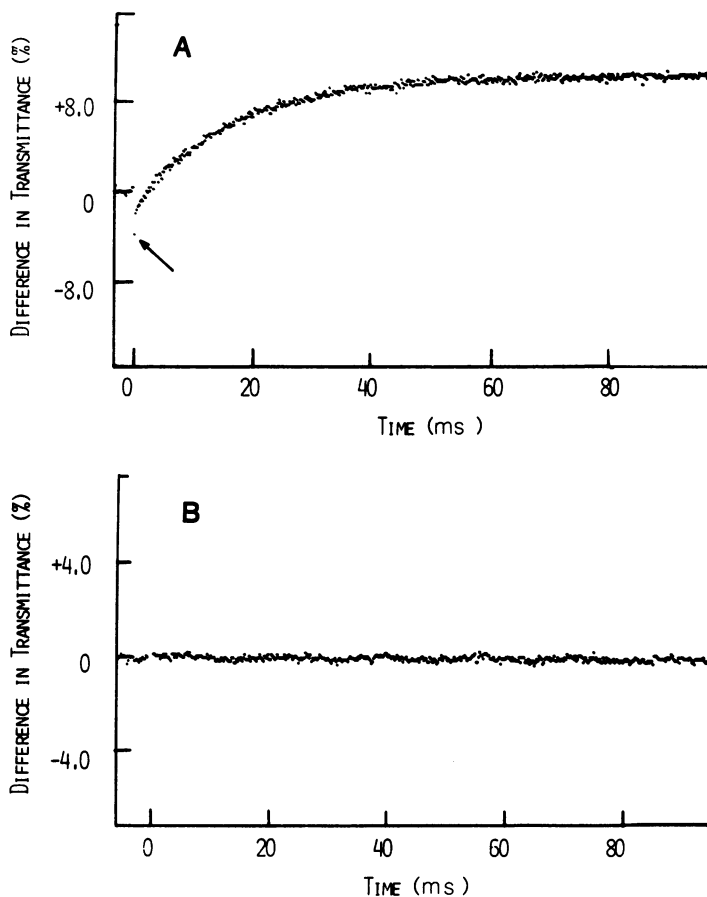 A
DIFFERENCE IN TRANSMITTANCE (%)
+8.0
0
-8.0
0 20 40 60 80
TIME (ms)
B
DIFFERENCE IN TRANSMITTANCE (%)
+4.0
0
-4.0
0 20 40 60 80
TIME (ms)